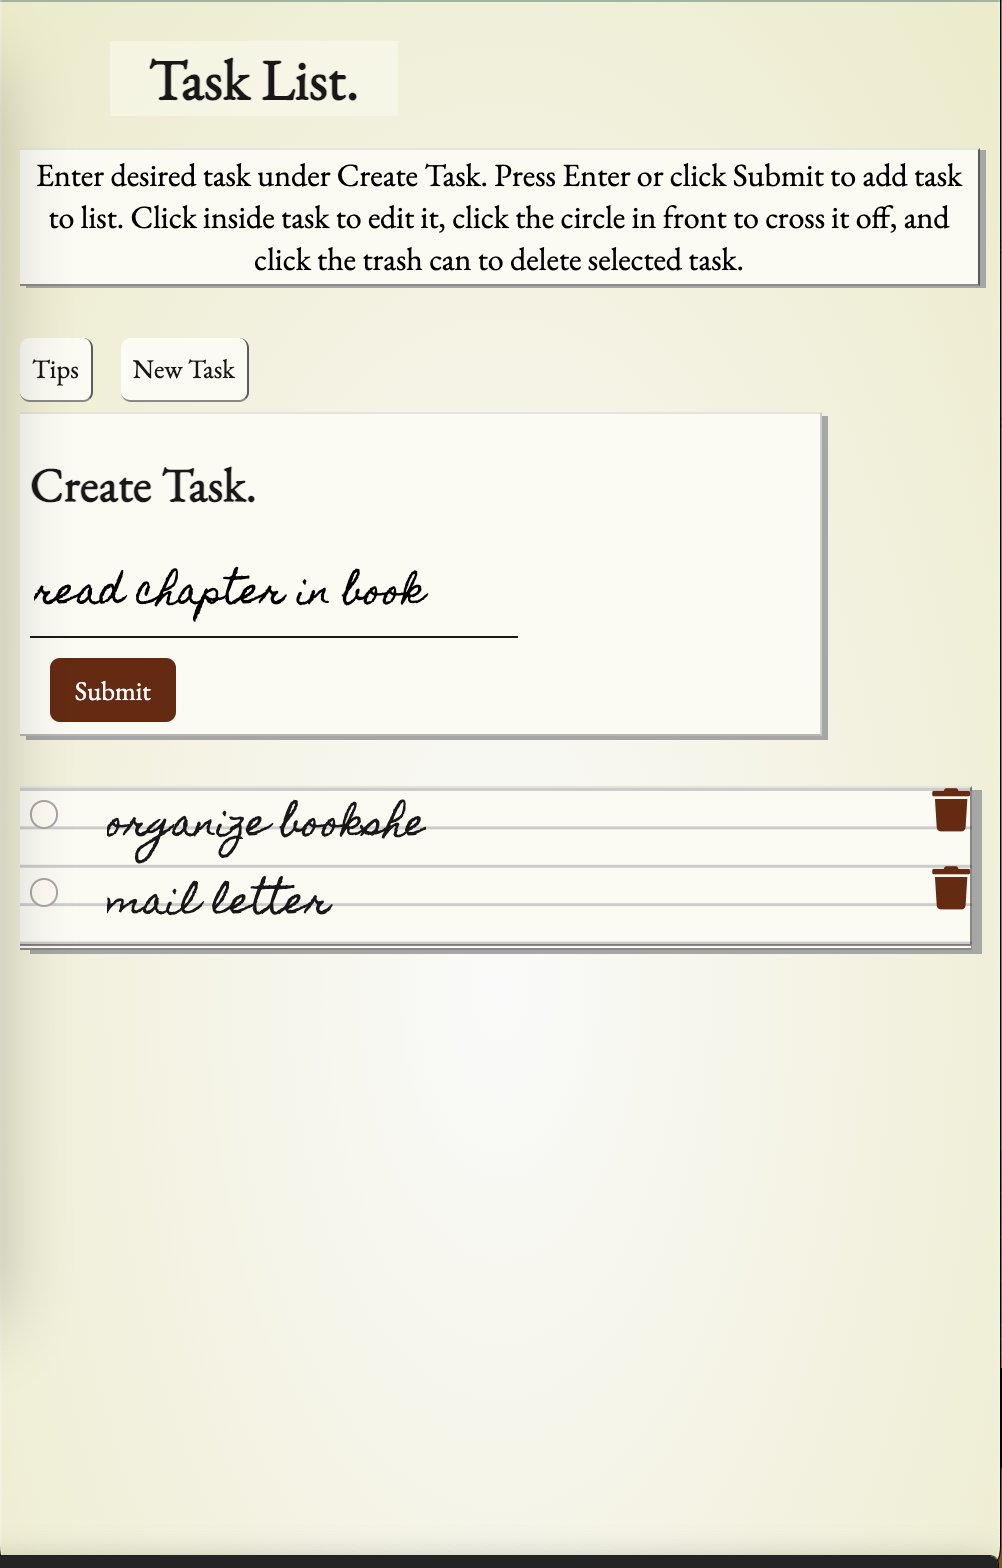 Task List.
Enter desired task under Create Task. Press Enter or click Submit to add task
to list. Click inside task to edit it, click the circle in front to cross it off, and
click the trash can to delete selected task.
Tips New Task
Create Task.
read chapter in book
Submit
organize bookshe
mail letter